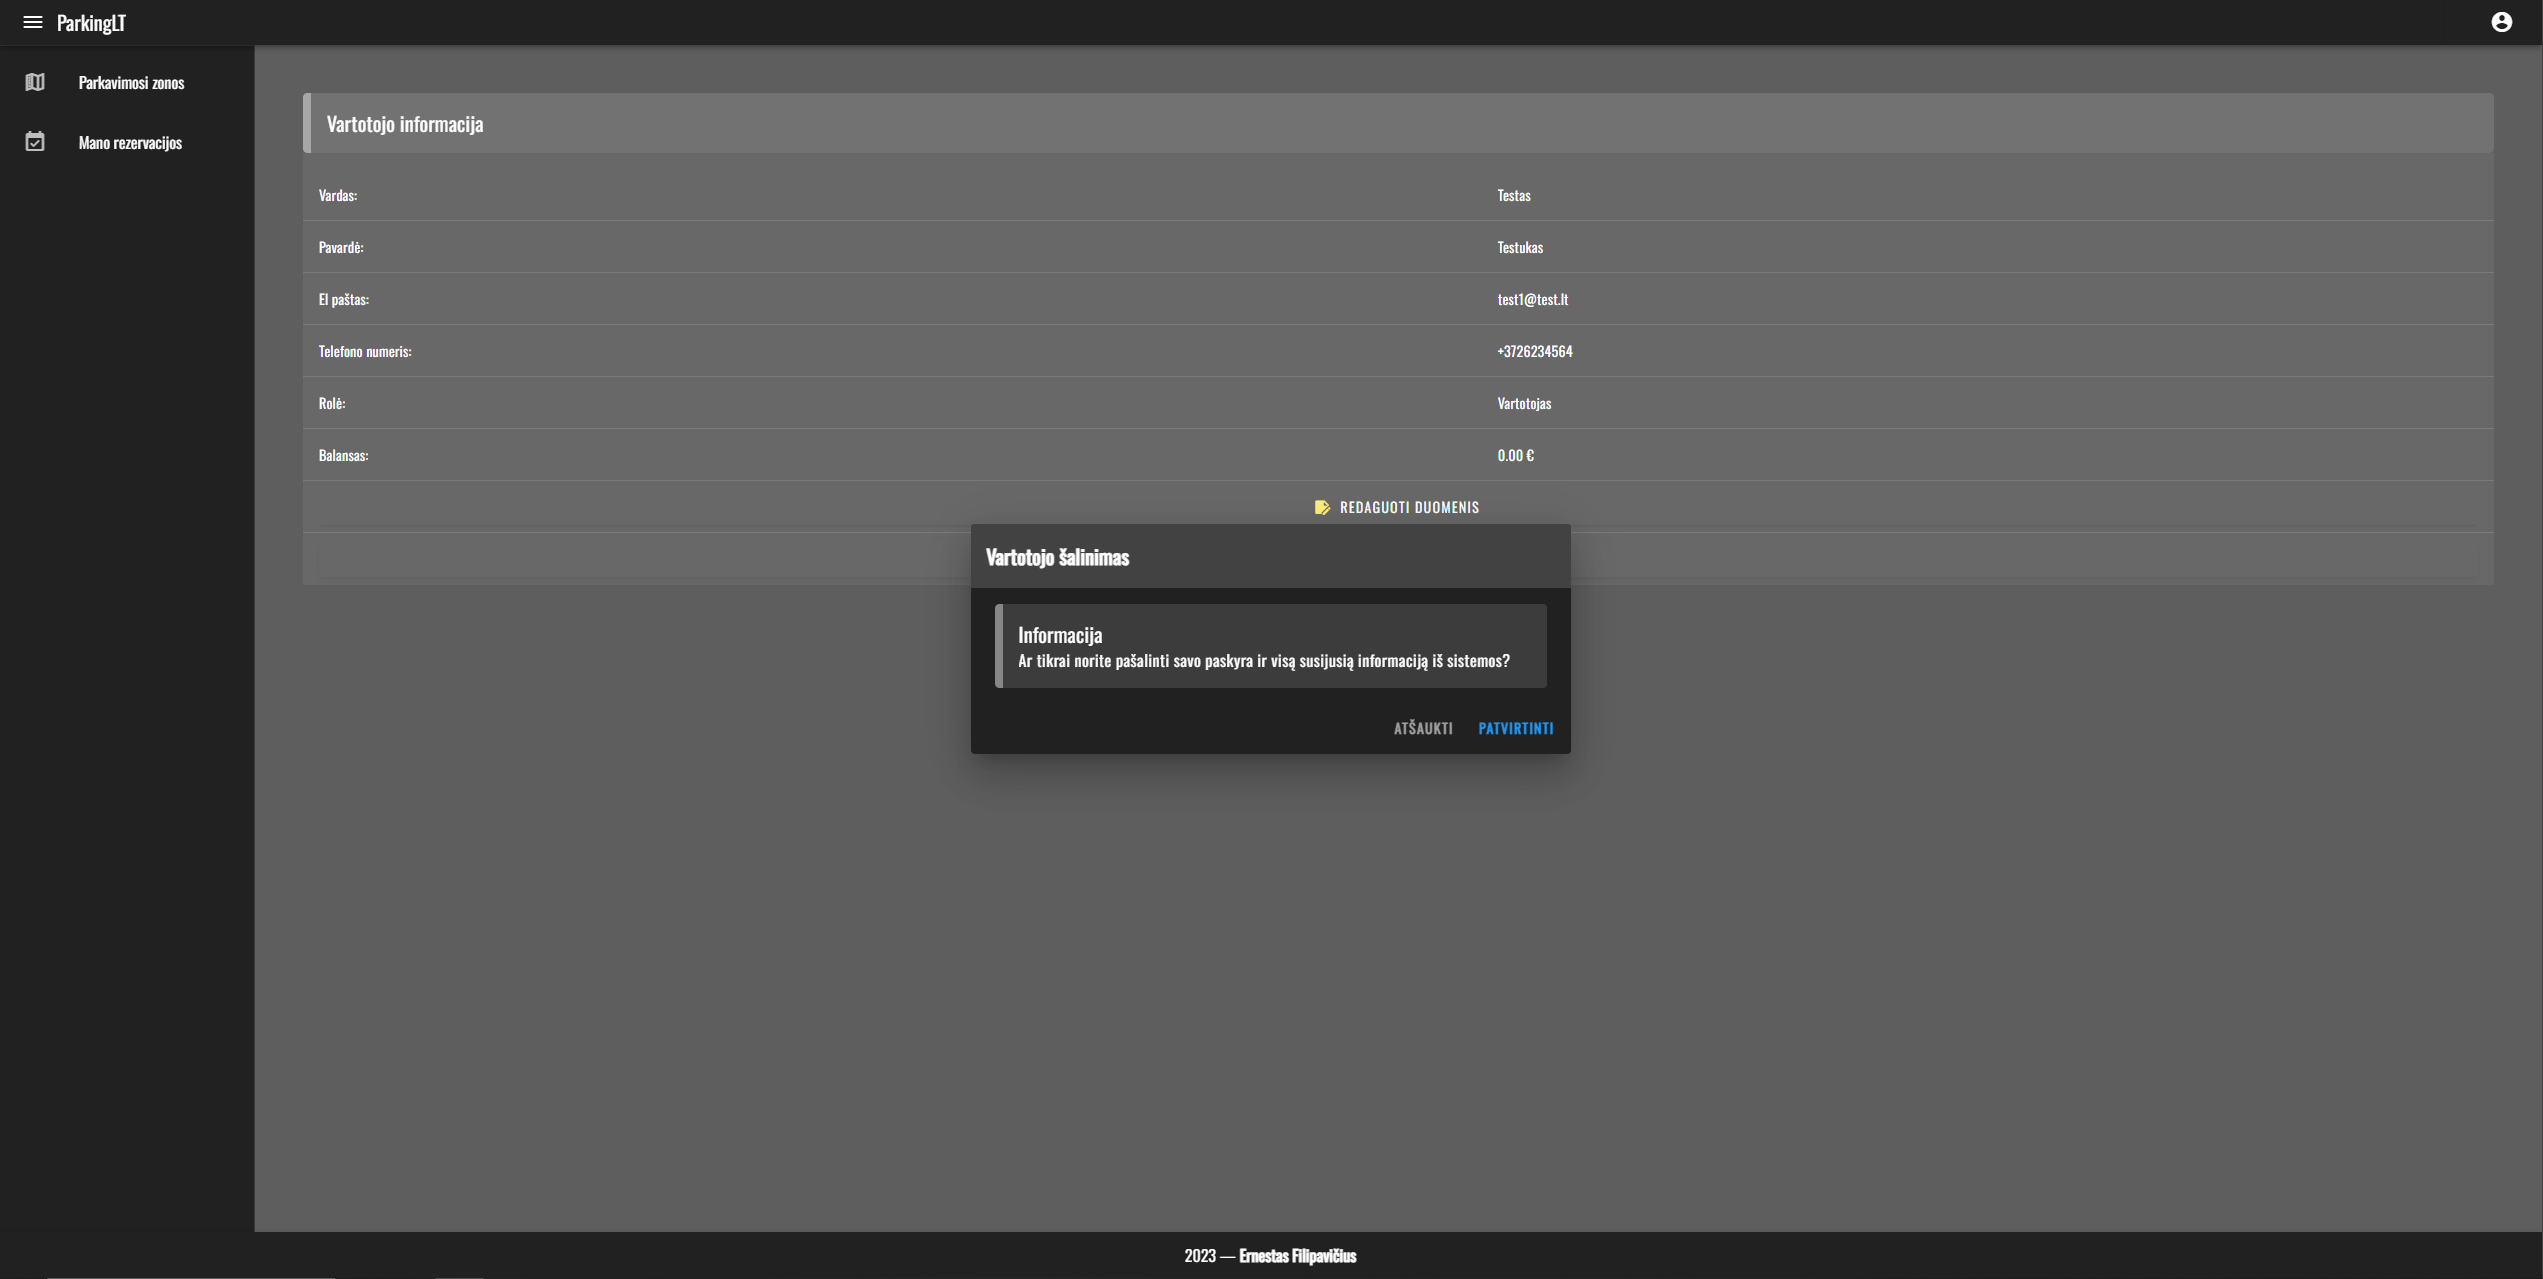 ParkingLT
Parkavimosi zonos
Mano rezervacijos
Vartotojo informacija
Vardas: Testas
Pavardė: Testukas
El paštas: test1@test.lt
Telefono numeris: +3726234564
Rolė: Vartotojas
Balansas: 0.00 €
REDAGUOTI DUOMENIS
Vartotojo šalinimas
Informacija
Ar tikrai norite pašalinti savo paskyra ir visą susijusią informaciją iš sistemos?
ATŠAUKTI PATVIRTINTI
2023 — Ernestas Filipavičius